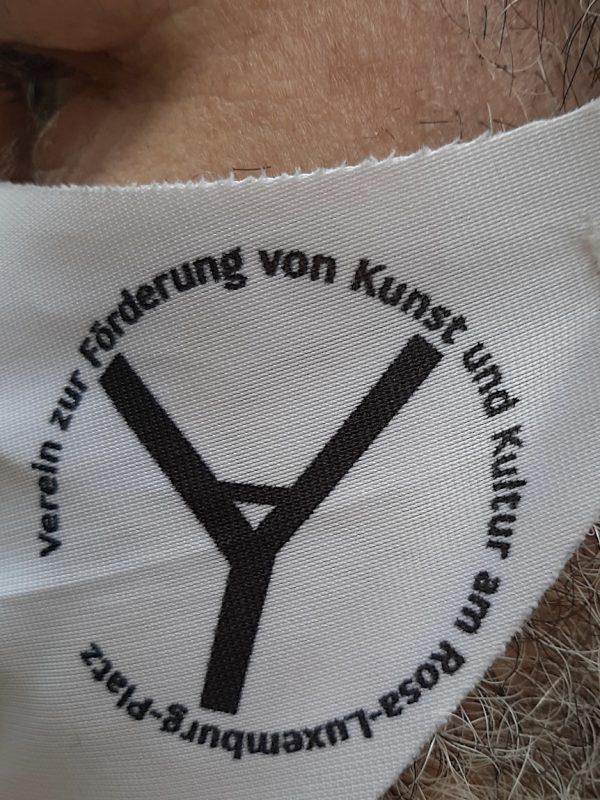 Verein zur Förderung von Kunst und Kultur am Rosa-Luxemburg-Platz